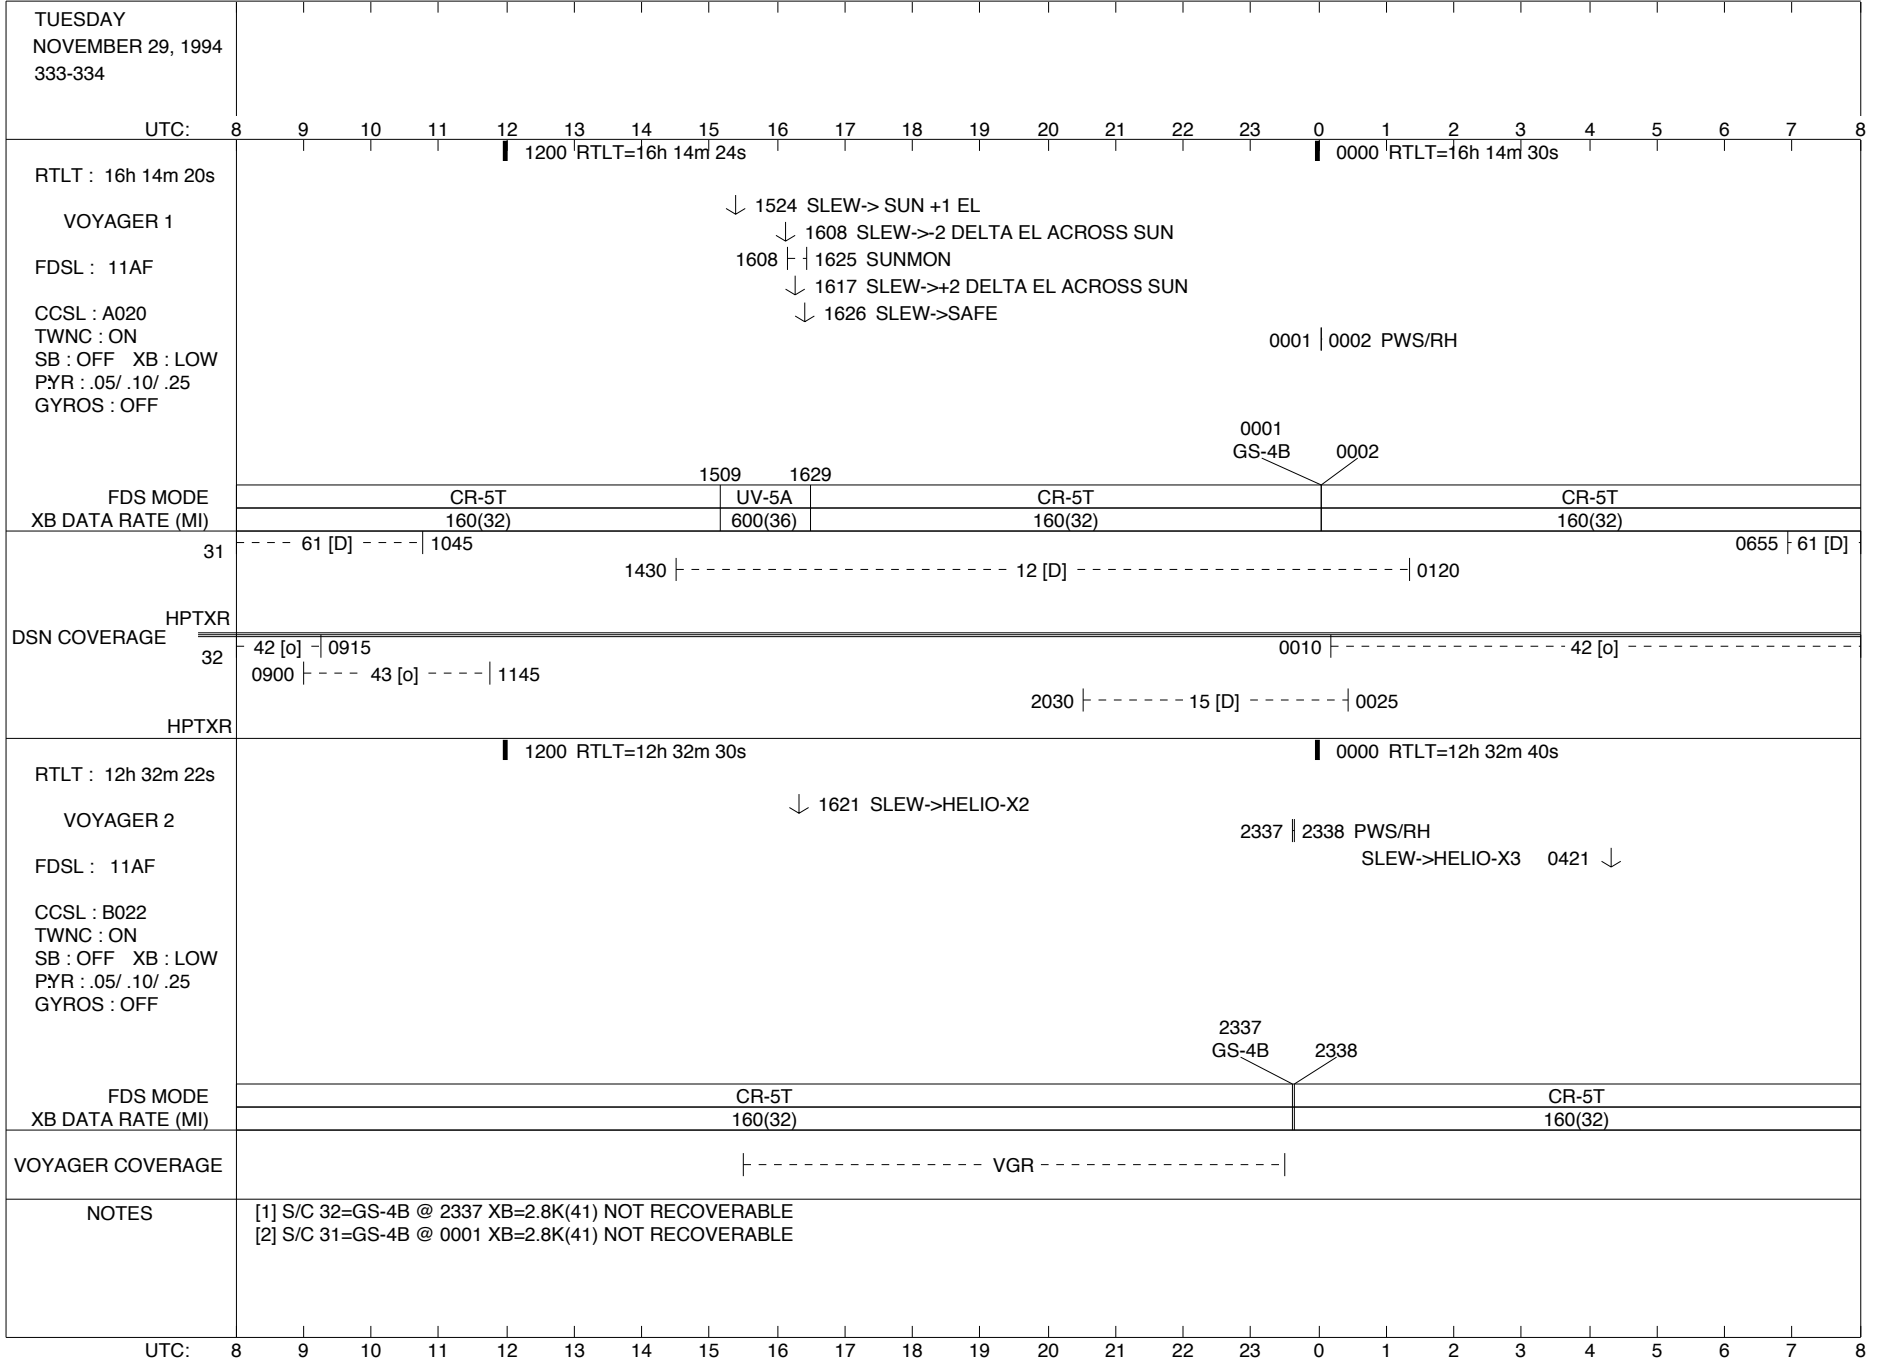 TUESDAY
NOVEMBER 29, 1994
333-334
UTC: 8 9 10 11 12 13 14 15 16 17 18 19 20 21 22 23 0 1 2 3 4 5 6 7 8
1200 RTLT=16h 14m 24s 0000 RTLT=16h 14m 30s
RTLT : 16h 14m 20s
1524 SLEW-> SUN +1 EL
VOYAGER 1
1608 SLEW->-2 DELTA EL ACROSS SUN
1608 1625 SUNMON
FDSL : 11AF
1617 SLEW->+2 DELTA EL ACROSS SUN
CCSL : A020
1626 SLEW->SAFE
TWNC : ON
0001 0002 PWS/RH
SB : OFF XB : LOW
P:YR : .05/ .10/ .25
GYROS : OFF
0001
GS-4B 0002
1509 1629
FDS MODE CR-5T UV-5A CR-5T CR-5T
XB DATA RATE (MI) 160(32) 600(36) 160(32) 160(32)
31 61 [D] 1045 0655 61 [D]
1430 12 [D] 0120
HPTXR
DSN COVERAGE
32 42 [o] 0915 0010 42 [o]
0900 43 [o] 1145
2030 15 [D] 0025
HPTXR
1200 RTLT=12h 32m 30s 0000 RTLT=12h 32m 40s
RTLT : 12h 32m 22s
1621 SLEW->HELIO-X2
VOYAGER 2
2337 2338 PWS/RH
SLEW->HELIO-X3 0421
FDSL : 11AF
CCSL : B022
TWNC : ON
SB : OFF XB : LOW
P:YR : .05/ .10/ .25
GYROS : OFF
2337
GS-4B 2338
FDS MODE CR-5T CR-5T
XB DATA RATE (MI) 160(32) 160(32)
VOYAGER COVERAGE VGR
NOTES [1] S/C 32=GS-4B @ 2337 XB=2.8K(41) NOT RECOVERABLE
[2] S/C 31=GS-4B @ 0001 XB=2.8K(41) NOT RECOVERABLE
UTC: 8 9 10 11 12 13 14 15 16 17 18 19 20 21 22 23 0 1 2 3 4 5 6 7 8